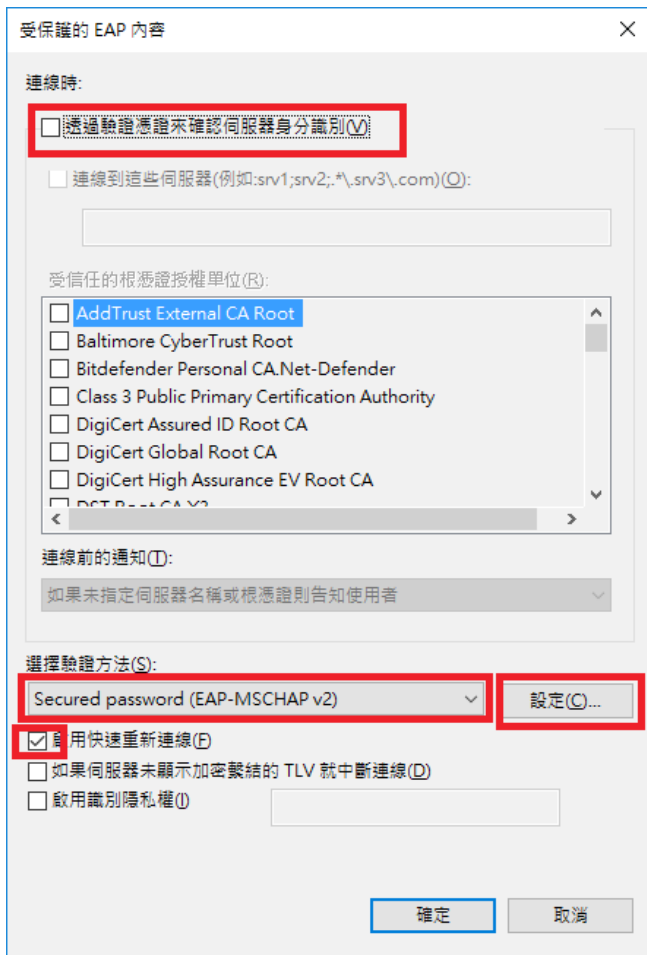 受保護的 EAP 內容
連線時:
透過驗證憑證來確認伺服器身分識別(V)
連線到這些伺服器(例如:srv1;srv2;.*\.srv3\.com)(O):
受信任的根憑證授權單位(R):
AddTrust External CA Root
Baltimore CyberTrust Root
Bitdefender Personal CA.Net-Defender
Class 3 Public Primary Certification Authority
DigiCert Assured ID Root CA
DigiCert Global Root CA
DigiCert High Assurance EV Root CA
DST Root CA X3
連線前的通知(T):
如果未指定伺服器名稱或根憑證則告知使用者
選擇驗證方法(S):
Secured password (EAP-MSCHAP v2)
設定(C)...
啟用快速重新連線(F)
如果伺服器未顯示加密繫結的 TLV 就中斷連線(D)
啟用識別隱私權(I)
確定
取消